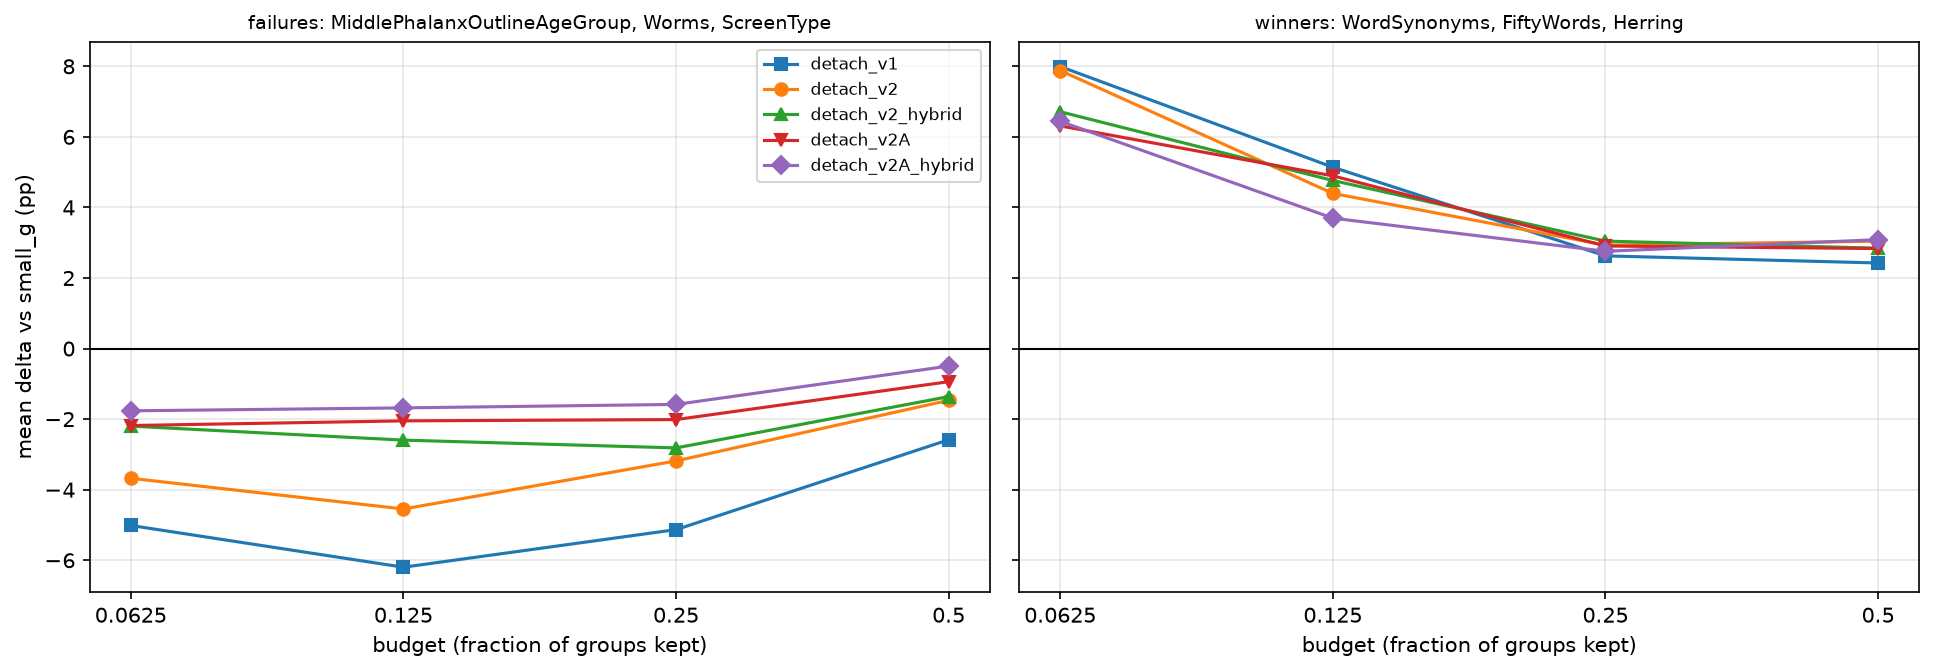 failures: MiddlePhalanxOutlineAgeGroup, Worms, ScreenType
winners: WordSynonyms, FiftyWords, Herring
mean delta vs small_g (pp)
8
6
4
2
0
−2
−4
−6
detach_v1
detach_v2
detach_v2_hybrid
detach_v2A
detach_v2A_hybrid
0.0625
0.125
0.25
0.5
budget (fraction of groups kept)
0.0625
0.125
0.25
0.5
budget (fraction of groups kept)